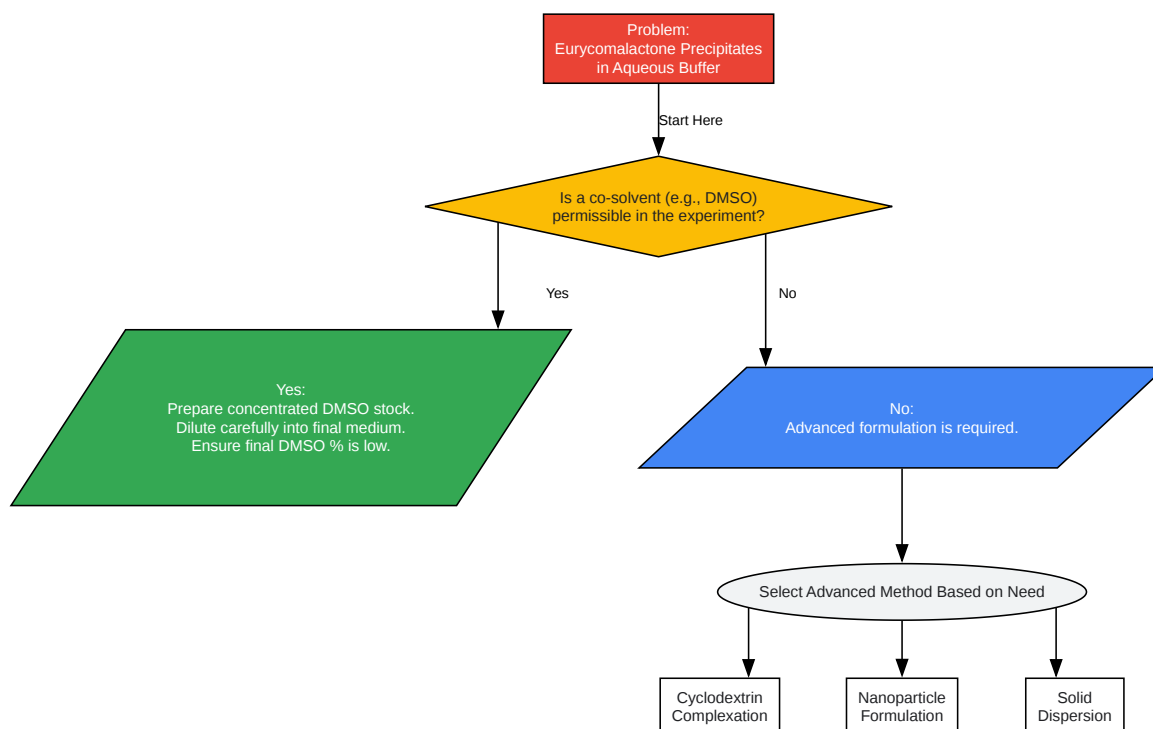 Problem:
Eurycomalactone Precipitates
in Aqueous Buffer
Start Here
Is a co-solvent (e.g., DMSO)
permissible in the experiment?
Yes
No
Yes:
Prepare concentrated DMSO stock.
Dilute carefully into final medium.
Ensure final DMSO % is low.
No:
Advanced formulation is required.
Select Advanced Method Based on Need
Cyclodextrin
Complexation
Nanoparticle
Formulation
Solid
Dispersion